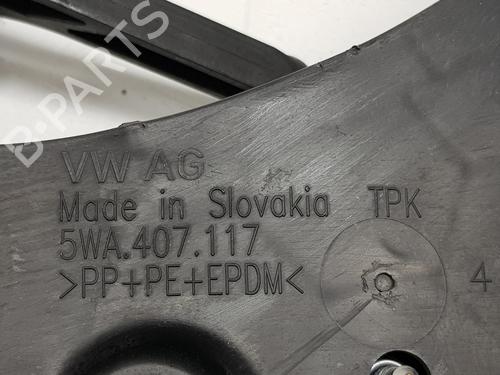 B-PARTS
VW AG
Made in Slovakia TPK
5WA.407.117
>PP+PE+EPDM<
4